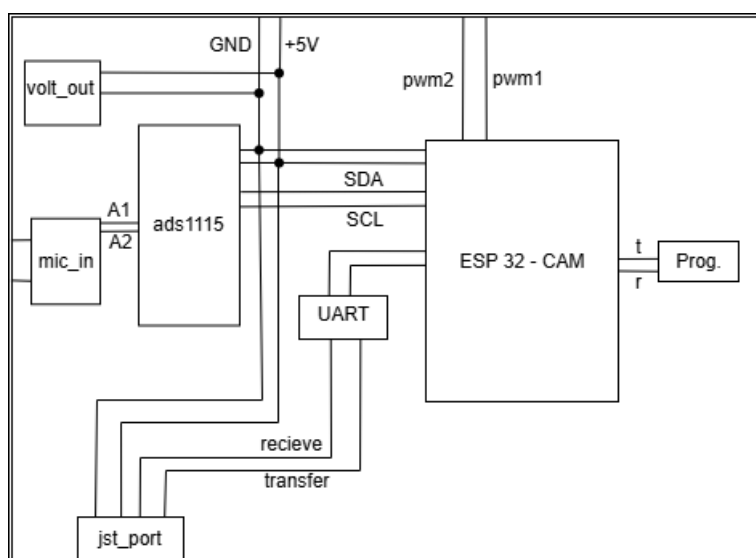 GND
+5V
volt_out
pwm2
pwm1
SDA
A1
ads1115
SCL
A2
mic_in
ESP 32 - CAM
t
Prog.
r
UART
recieve
transfer
jst_port